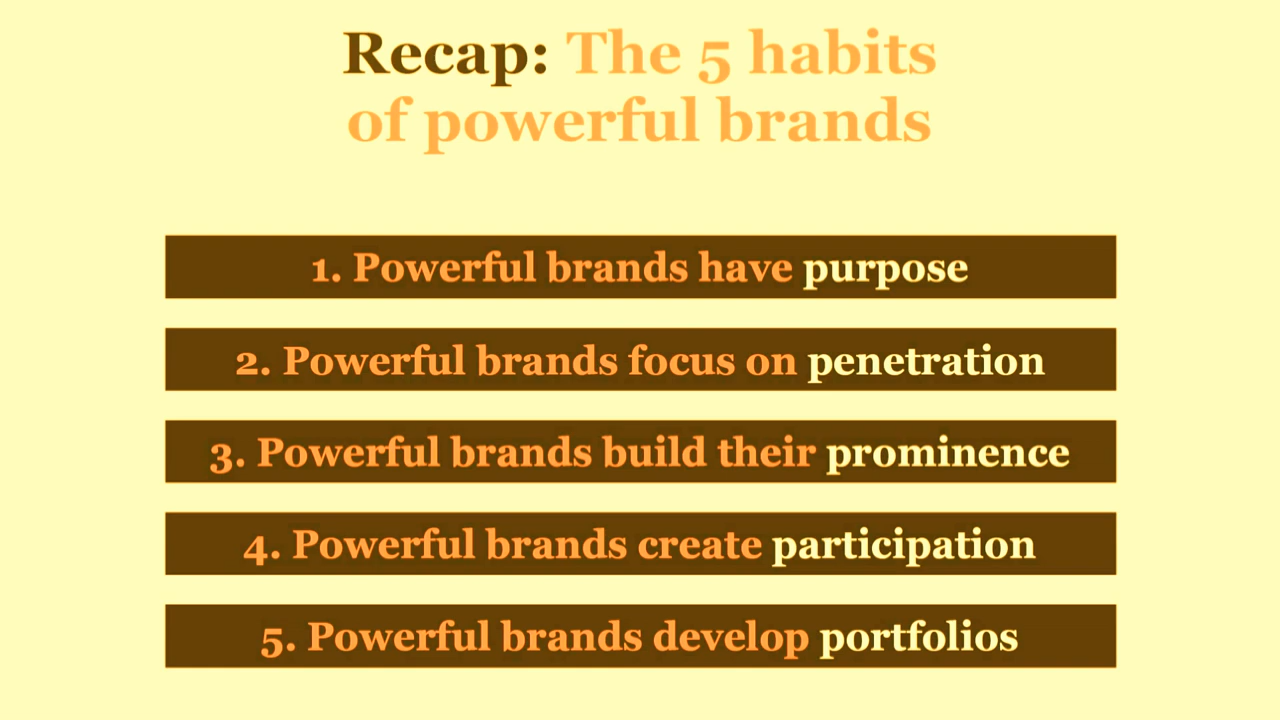 Recap: The 5 habits
of powerful brands
1. Powerful brands have purpose
2. Powerful brands focus on penetration
3. Powerful brands build their prominence
4. Powerful brands create participation
5. Powerful brands develop portfolios